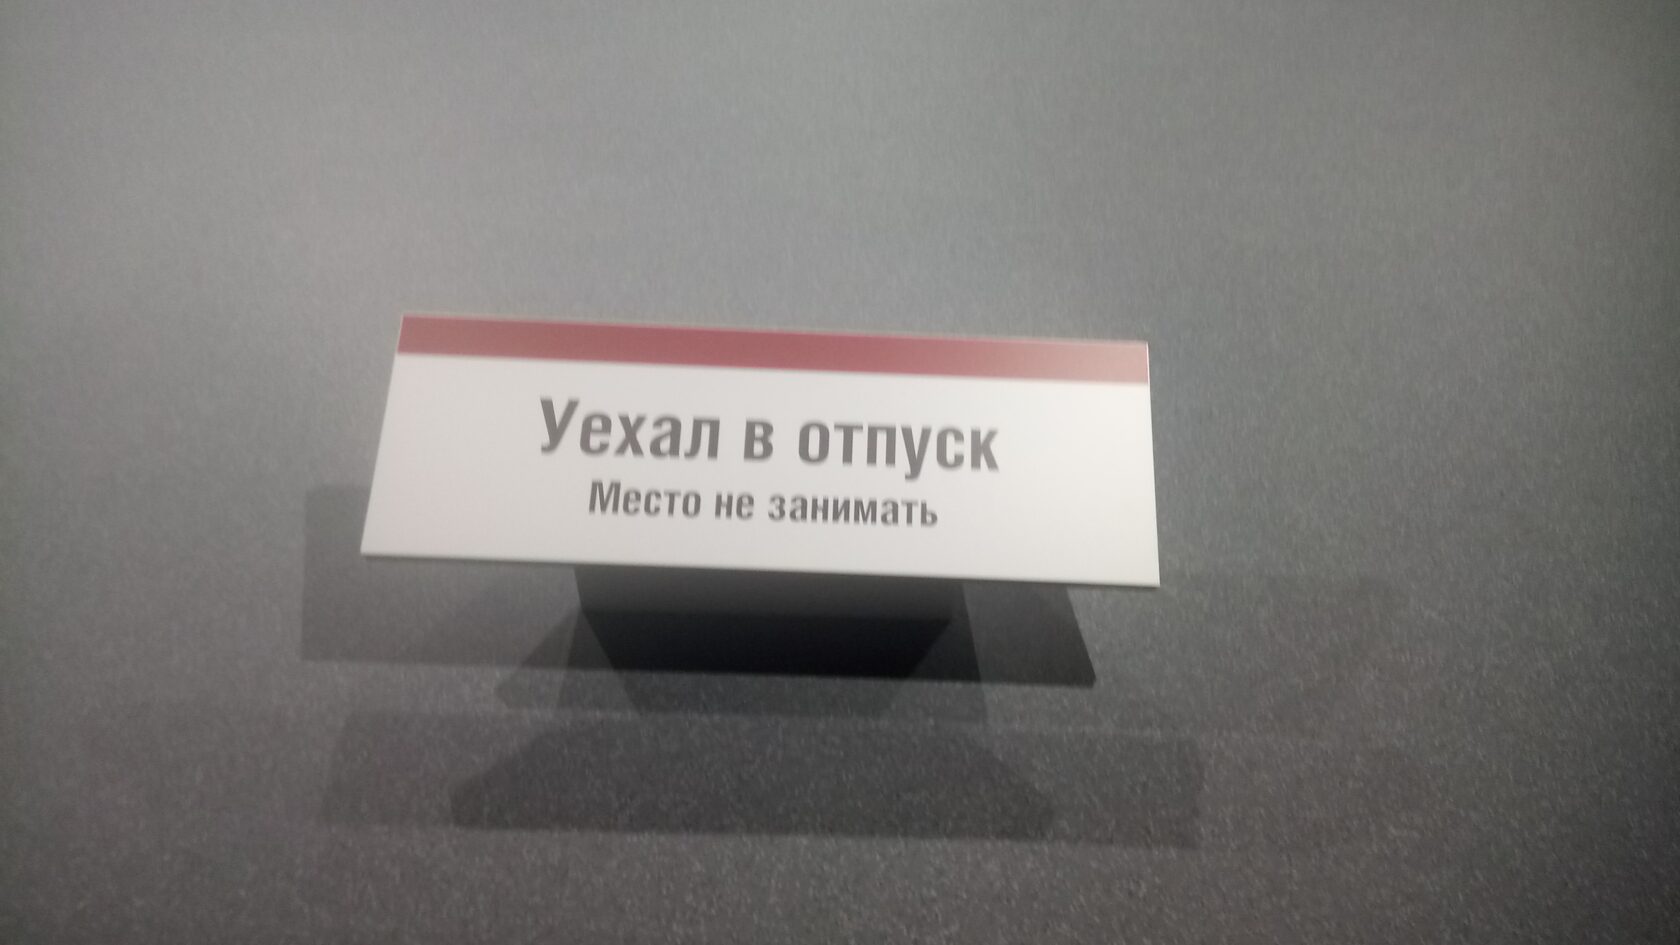 Уехал в отпуск
Место не занимать